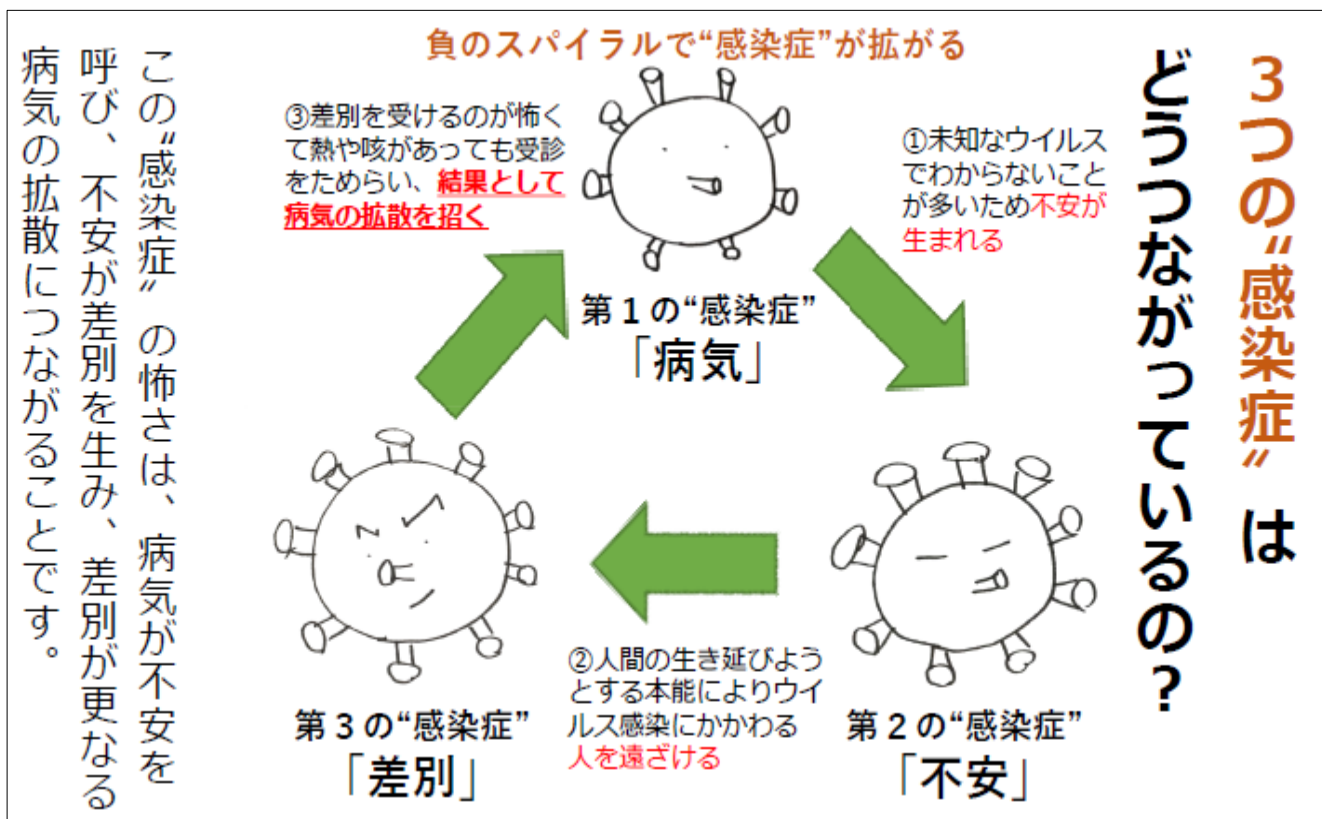 3つの“感染症”は
どうつながっているの?
負のスパイラルで“感染症”が拡がる
第1の“感染症”
「病気」
①未知なウイルス
でわからないこと
が多いため不安が
生まれる
第2の“感染症”
「不安」
②人間の生き延びよう
とする本能によりウイ
ルス感染にかかわる
人を遠ざける
第3の“感染症”
「差別」
③差別を受けるのが怖く
て熱や咳があっても受診
をためらい、結果として
病気の拡散を招く
この“感染症”の怖さは、病気が不安を
呼び、不安が差別を生み、差別が更なる
病気の拡散につながることです。